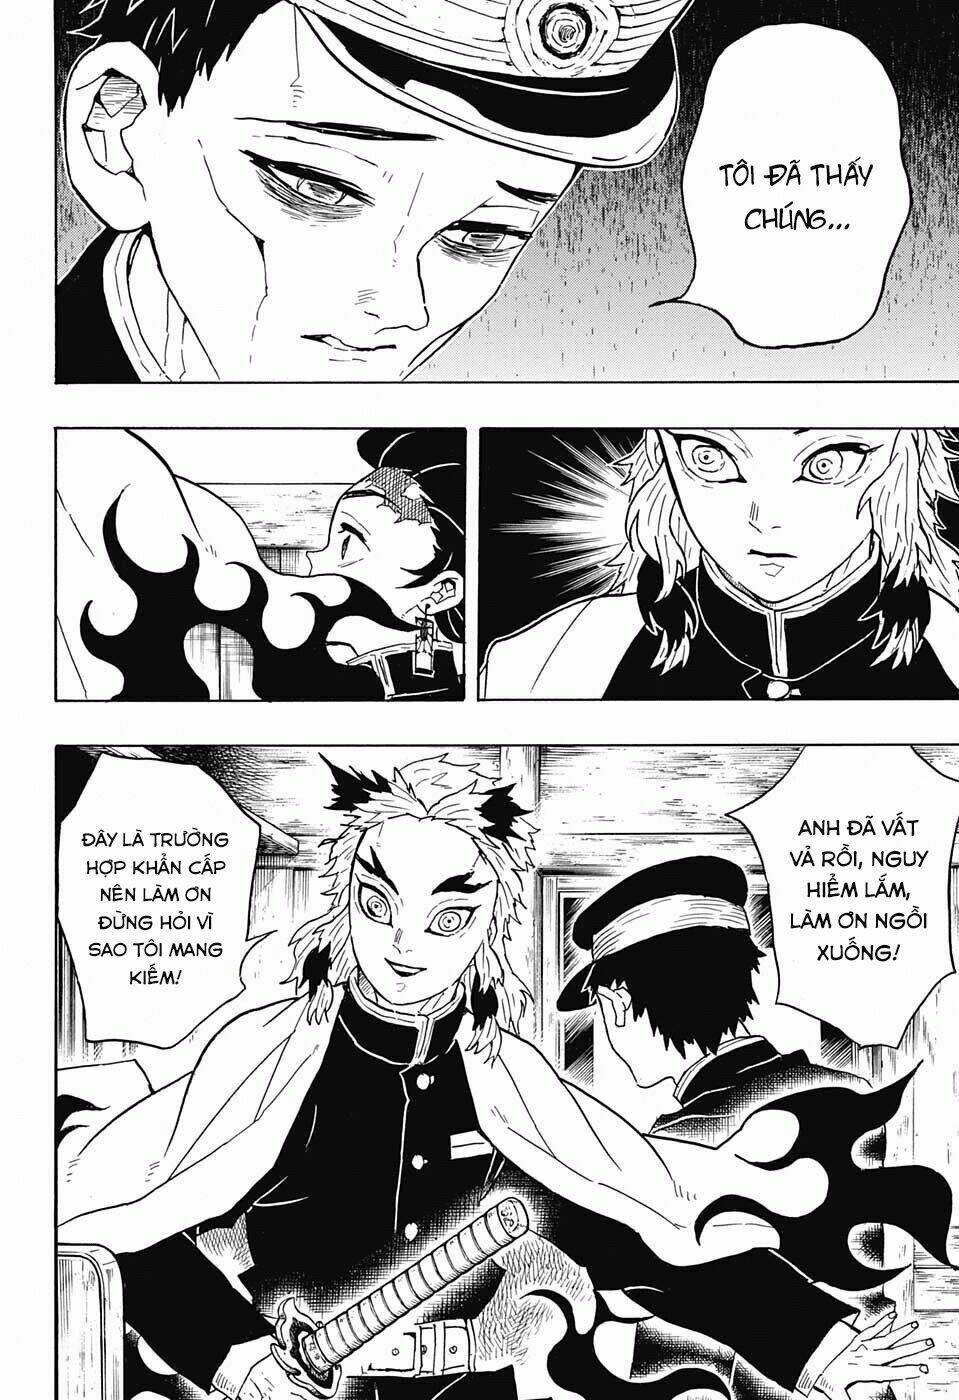 TÔI ĐÃ THẤY
CHÚNG...
ANH ĐÃ VẤT
VẢ RỒI, NGUY
HIỂM LẮM,
LÀM ƠN NGỒI
XUỐNG!
ĐÂY LÀ TRƯỜNG
HỢP KHẨN CẤP
NÊN LÀM ƠN
ĐỪNG HỎI VÌ
SAO TÔI MANG
KIẾM!